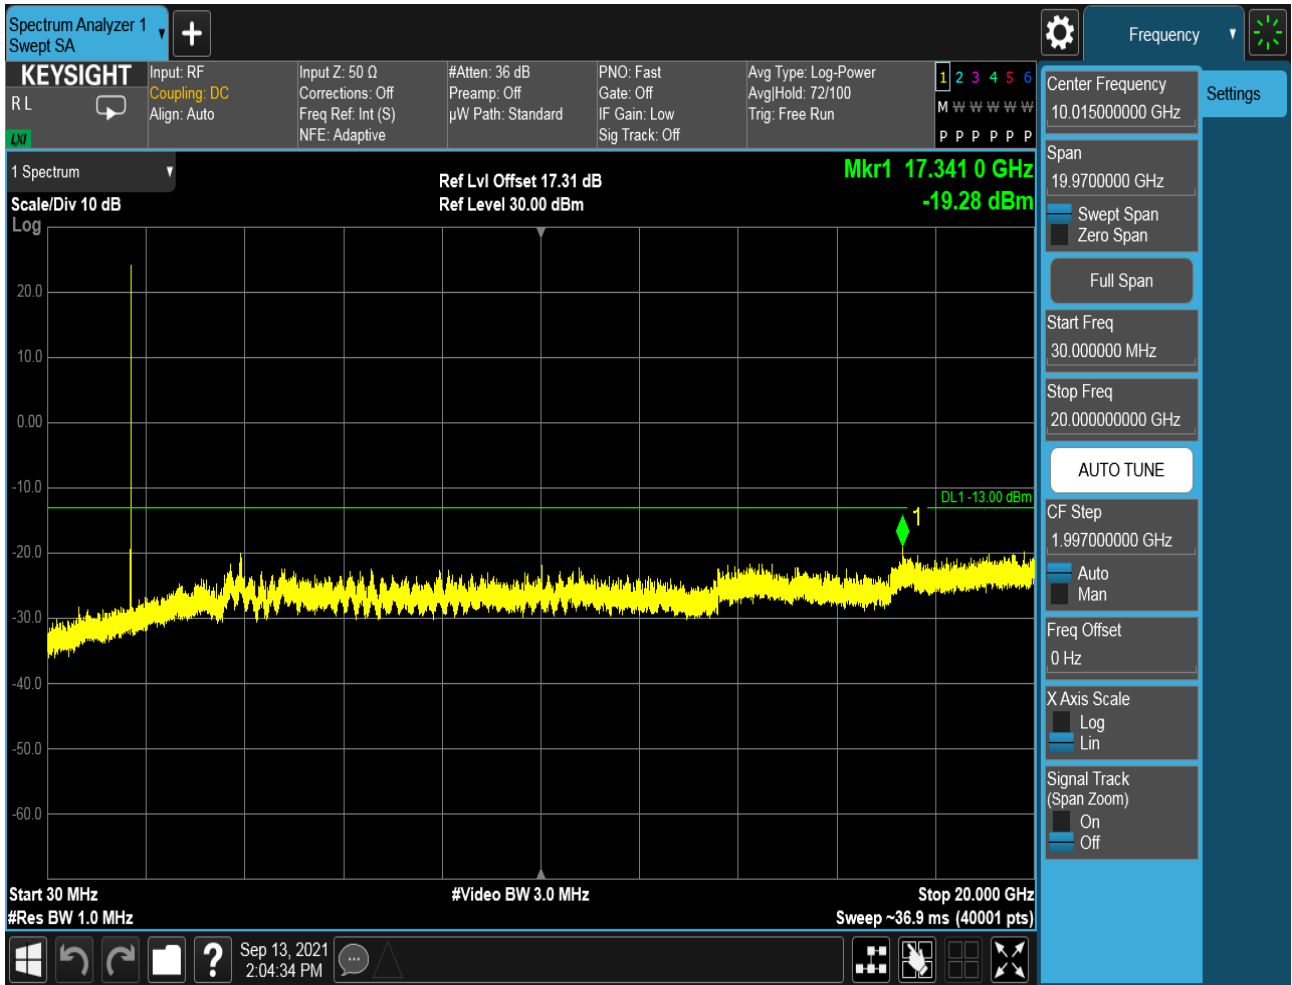 Spectrum Analyzer 1
Swept SA
Frequency
KEYSIGHT
R L
LXI
Input: RF
Coupling: DC
Align: Auto
Input Z: 50 Ω
Corrections: Off
Freq Ref: Int (S)
NFE: Adaptive
#Atten: 36 dB
Preamp: Off
µW Path: Standard
PNO: Fast
Gate: Off
IF Gain: Low
Sig Track: Off
Avg Type: Log-Power
Avg|Hold: 72/100
Trig: Free Run
1 2 3 4 5 6
M W W W W W
P P P P P P
1 Spectrum
Scale/Div 10 dB
Log
Ref Lvl Offset 17.31 dB
Ref Level 30.00 dBm
Mkr1 17.341 0 GHz
-19.28 dBm
20.0
10.0
0.00
-10.0
-20.0
-30.0
-40.0
-50.0
-60.0
DL1 -13.00 dBm
1
Start 30 MHz
#Res BW 1.0 MHz
#Video BW 3.0 MHz
Stop 20.000 GHz
Sweep ~36.9 ms (40001 pts)
?
Sep 13, 2021
2:04:34 PM
Center Frequency
10.015000000 GHz
Settings
Span
19.9700000 GHz
Swept Span
Zero Span
Full Span
Start Freq
30.000000 MHz
Stop Freq
20.000000000 GHz
AUTO TUNE
CF Step
1.997000000 GHz
Auto
Man
Freq Offset
0 Hz
X Axis Scale
Log
Lin
Signal Track
(Span Zoom)
On
Off